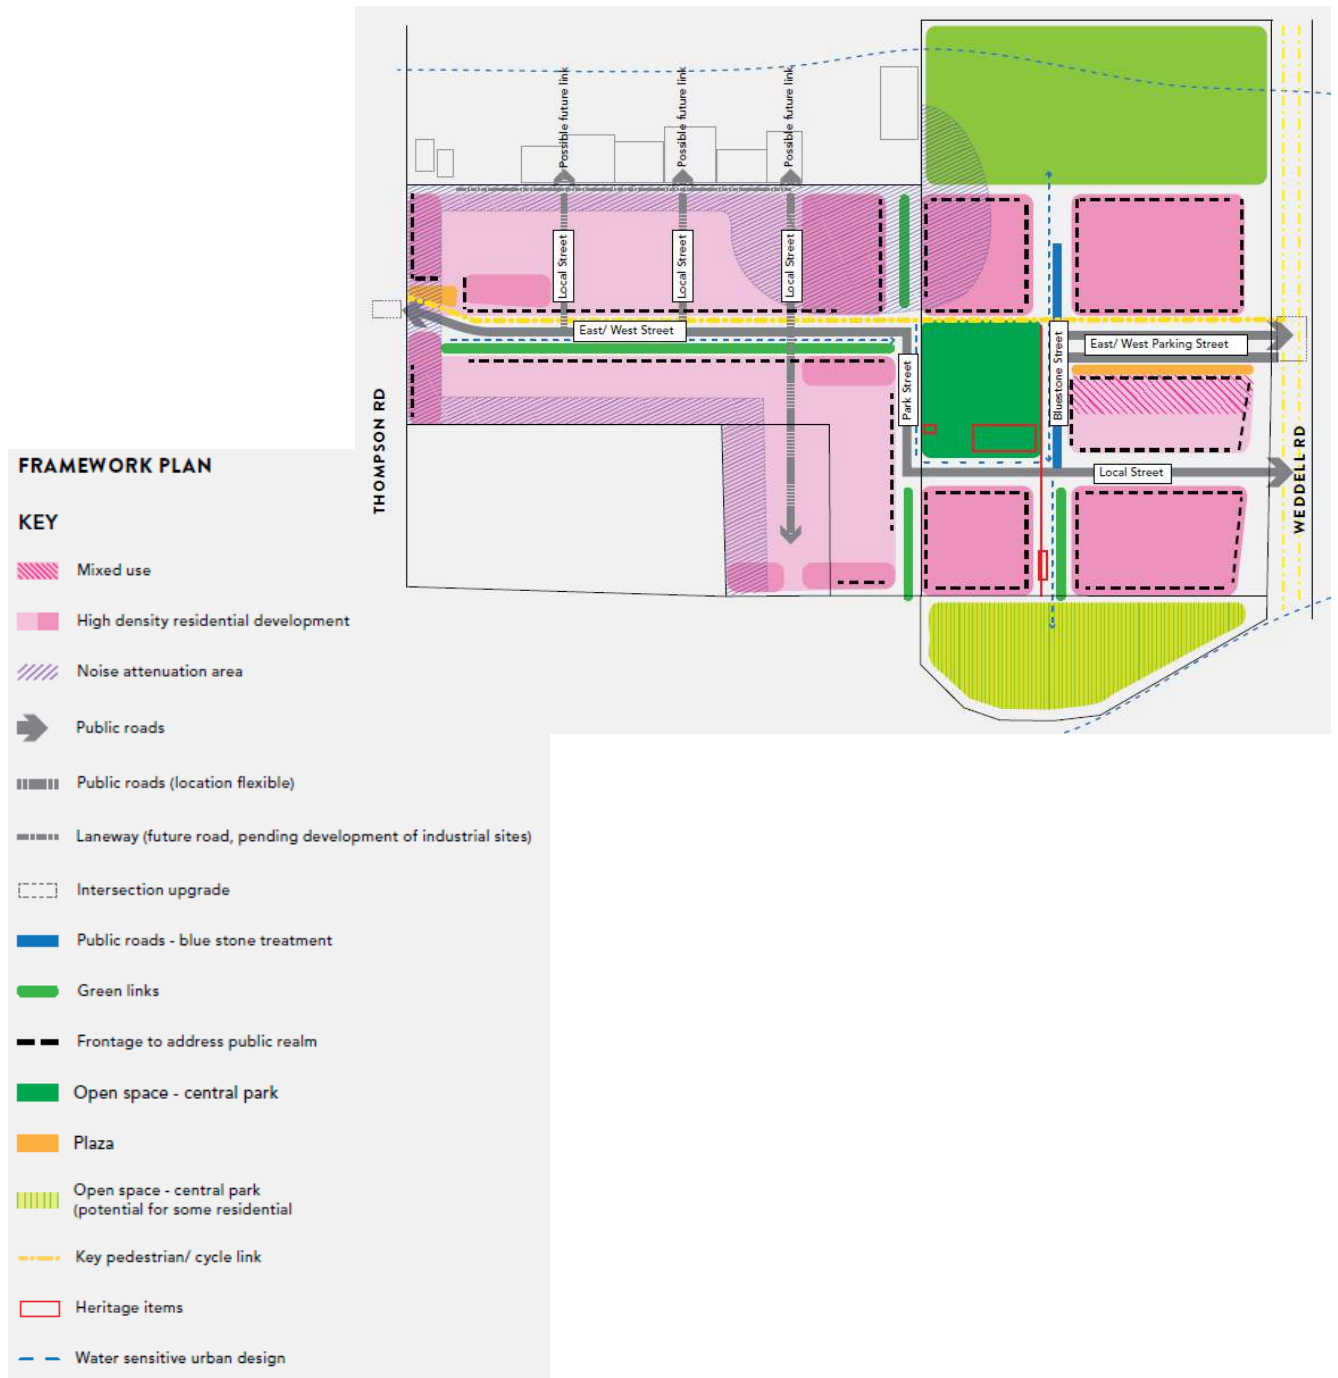 Possible future link
Possible future link
Possible future link
Local Street
Local Street
Local Street
East/ West Street
Park Street
Bluestone Street
East/ West Parking Street
Local Street
THOMPSON RD
WEDDELL RD
FRAMEWORK PLAN
KEY
Mixed use
High density residential development
Noise attenuation area
Public roads
Public roads (location flexible)
Laneway (future road, pending development of industrial sites)
Intersection upgrade
Public roads - blue stone treatment
Green links
Frontage to address public realm
Open space - central park
Plaza
Open space - central park
(potential for some residential
Key pedestrian/ cycle link
Heritage items
Water sensitive urban design